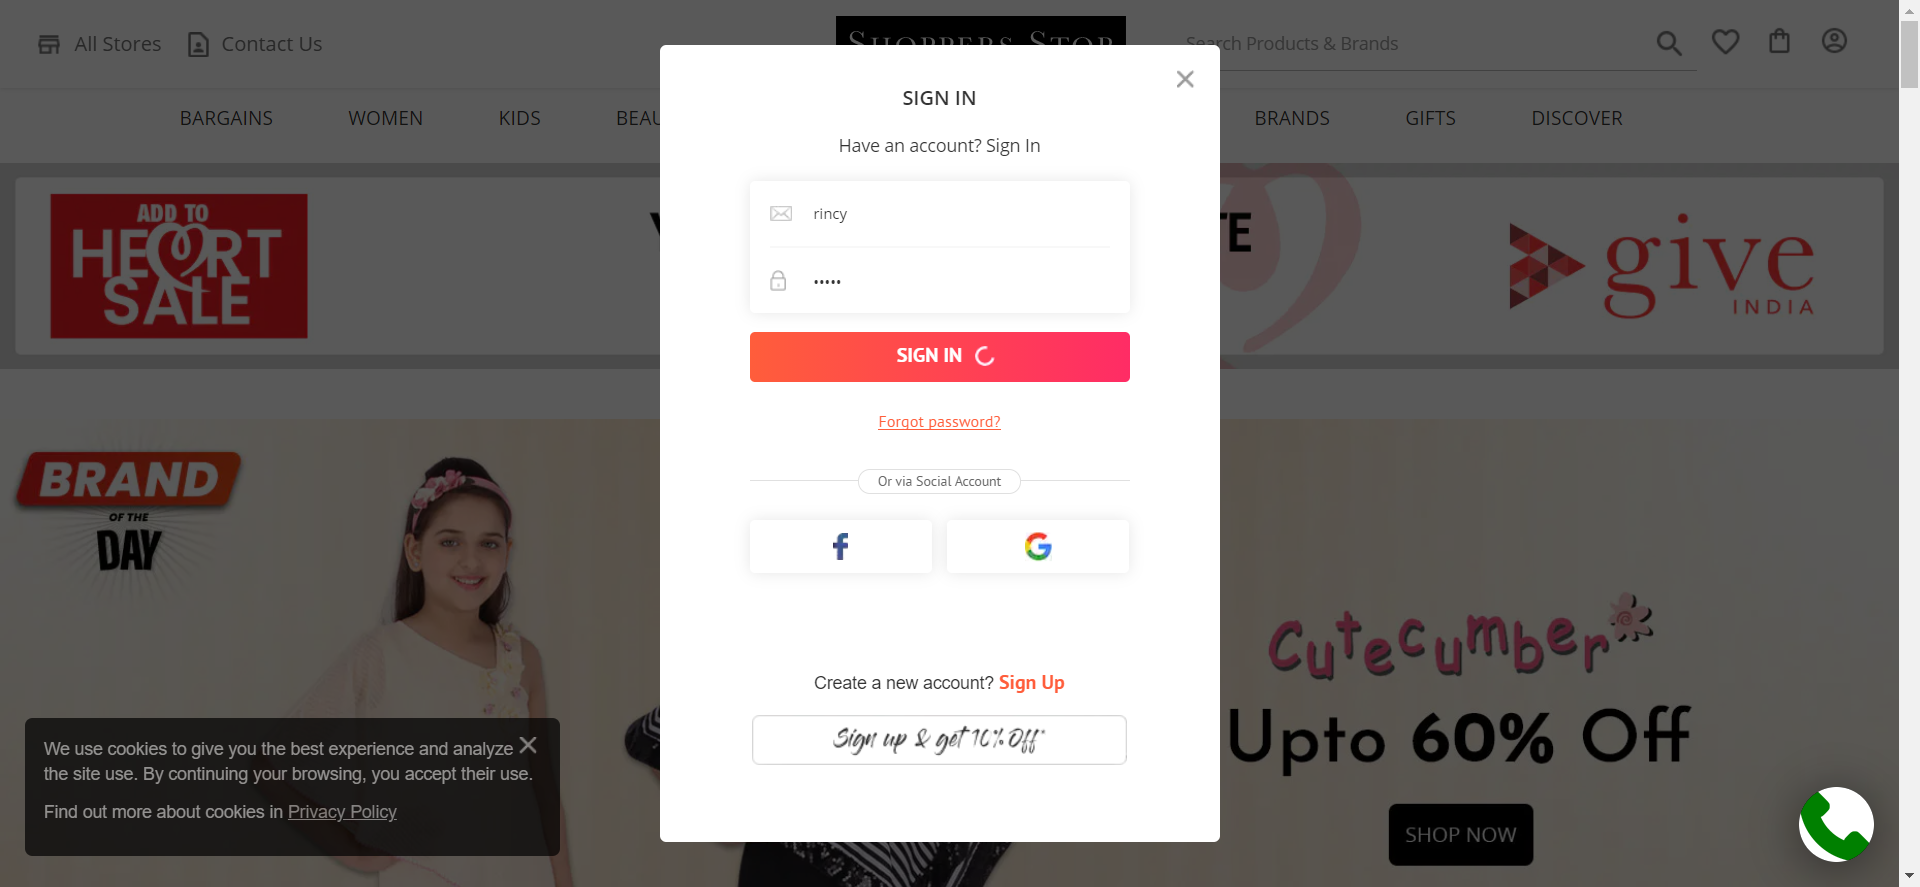 All Stores
Contact Us
SHOPPERS STOP
Search Products & Brands
BARGAINS
WOMEN
KIDS
BEAU
BRANDS
GIFTS
DISCOVER
SIGN IN
Have an account? Sign In
rincy
•••••
SIGN IN
Forgot password?
Or via Social Account
Create a new account? Sign Up
Sign up & get 10% Off*
ADD TO
HEART
SALE
TE
give
INDIA
BRAND
OF THE
DAY
Cutecumber
Upto 60% Off
SHOP NOW
We use cookies to give you the best experience and analyze
the site use. By continuing your browsing, you accept their use.
Find out more about cookies in Privacy Policy